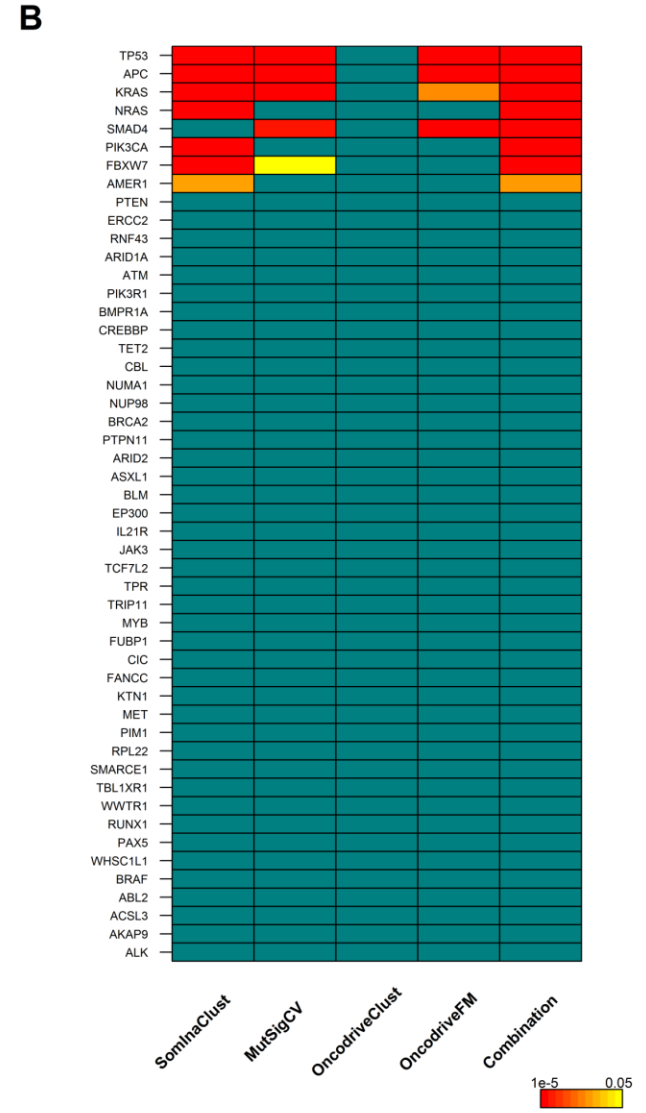 B
TP53
APC
KRAS
NRAS
SMAD4
PIK3CA
FBXW7
AMER1
PTEN
ERCC2
RNF43
ARID1A
ATM
PIK3R1
BMPR1A
CREBBP
TET2
CBL
NUMA1
NUP98
BRCA2
PTPN11
ARID2
ASXL1
BLM
EP300
IL21R
JAK3
TCF7L2
TPR
TRIP11
MYB
FUBP1
CIC
FANCC
KTN1
MET
PIM1
RPL22
SMARCE1
TBL1XR1
WWTR1
RUNX1
PAX5
WHSC1L1
BRAF
ABL2
ACSL3
AKAP9
ALK
SomInaClust
MutSigCV
OncodriveClust
OncodriveFM
Combination
1e-5 0.05